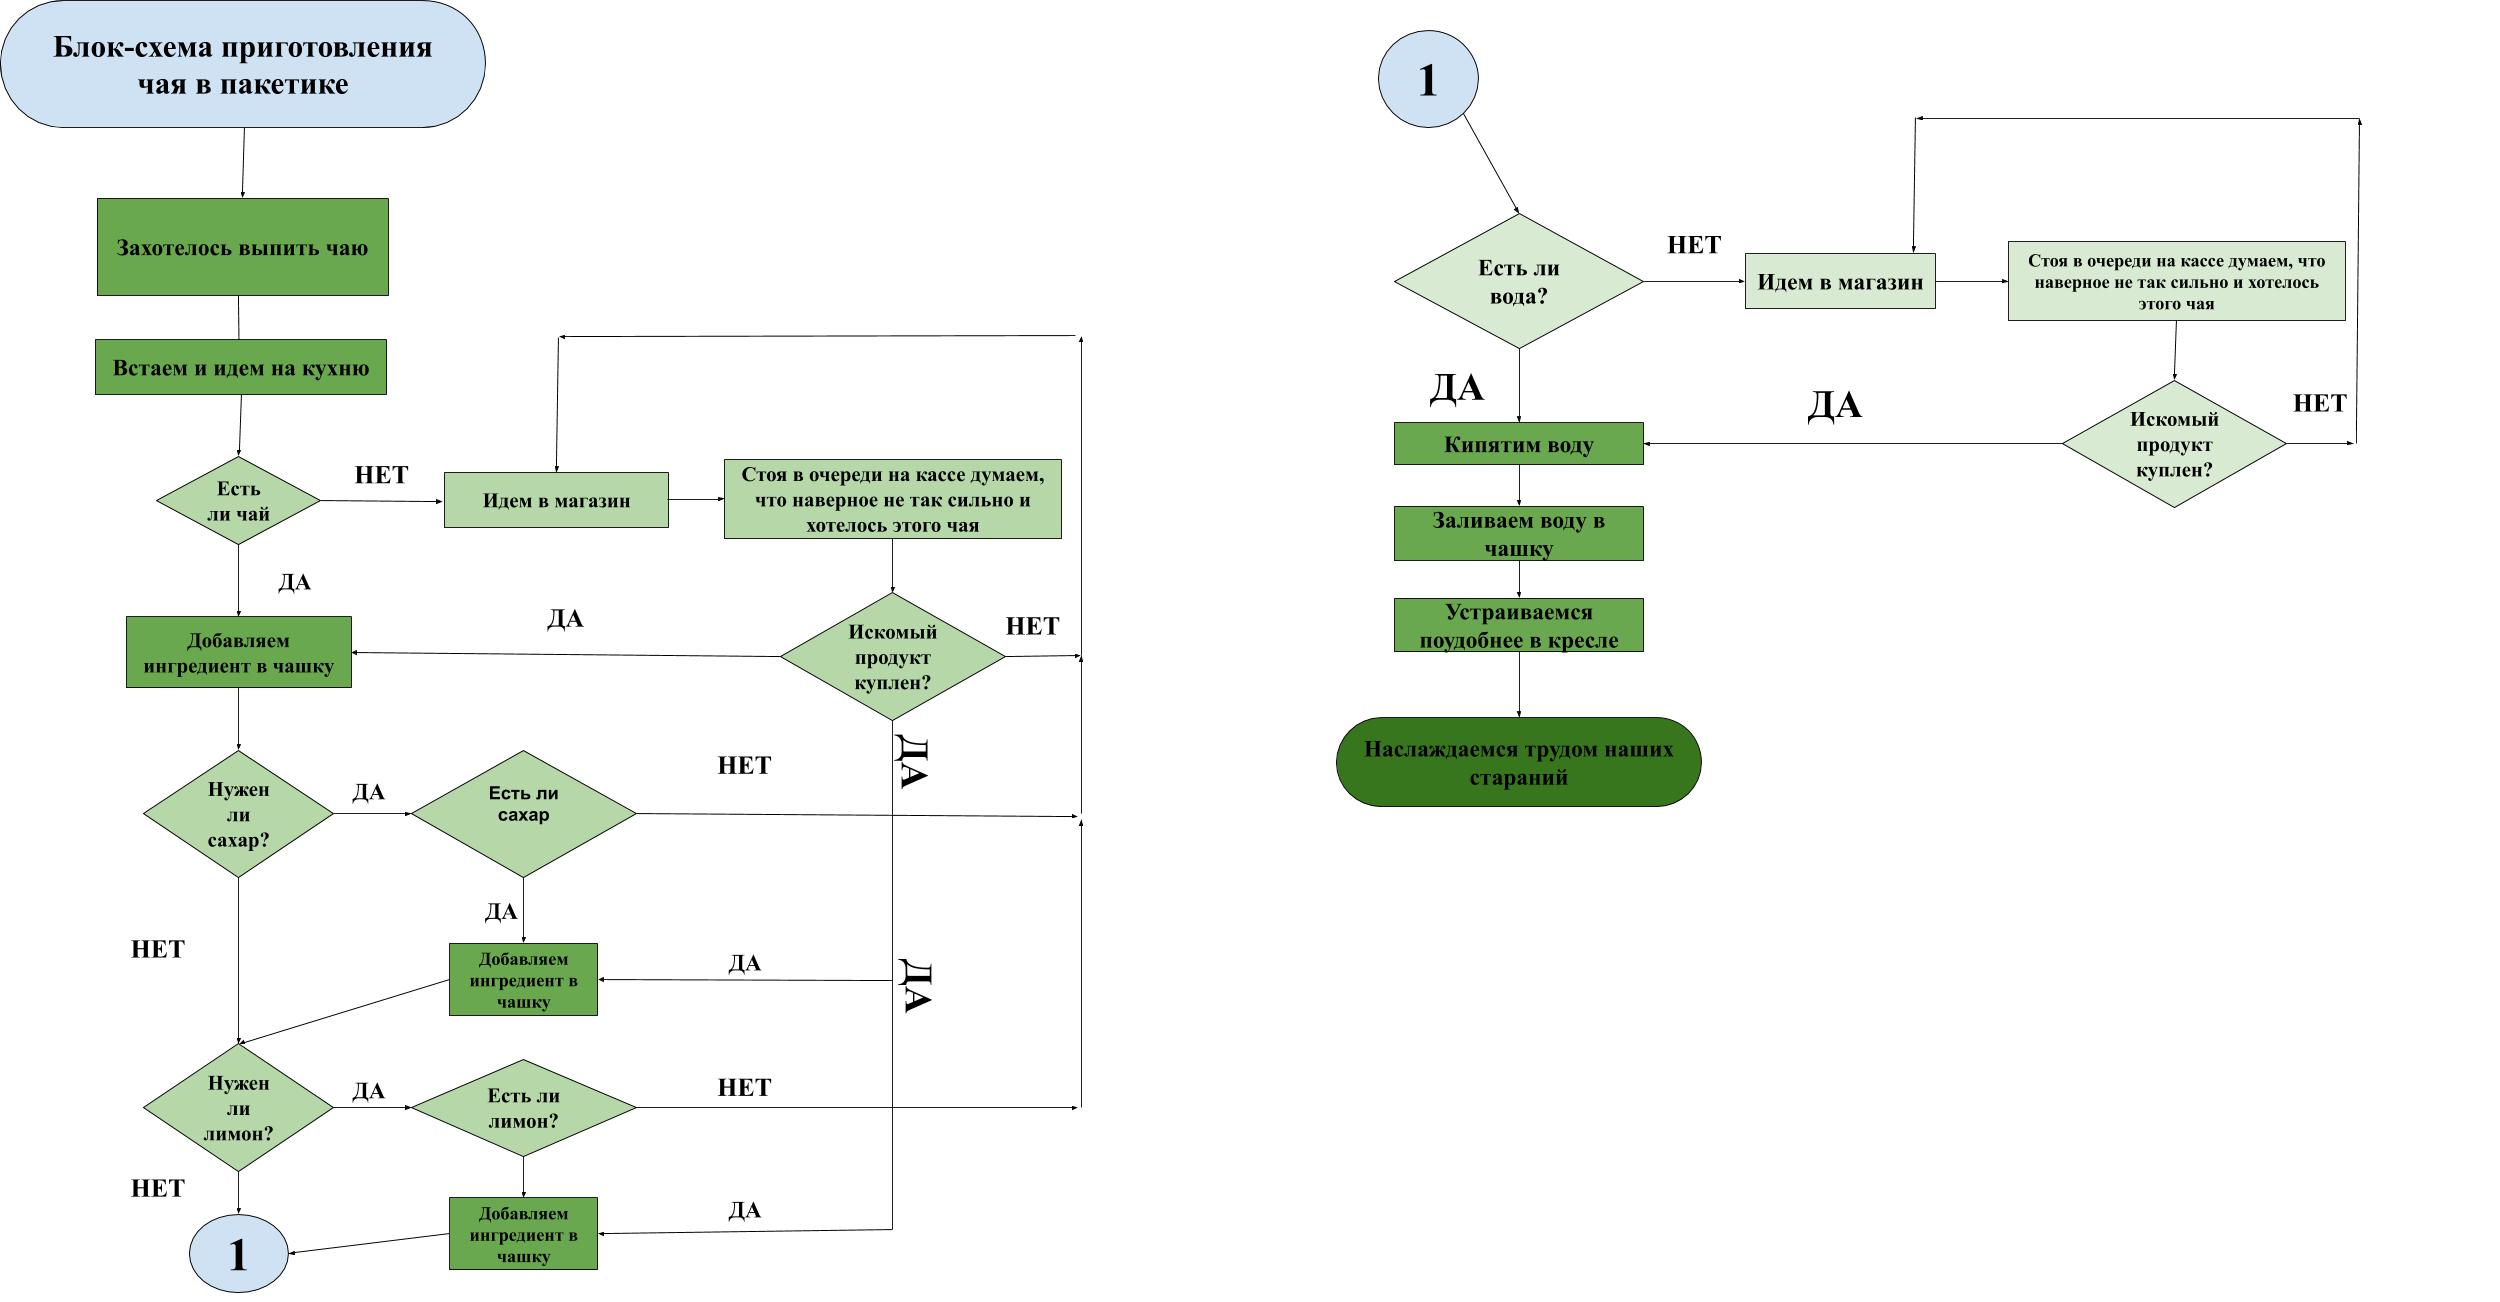 Блок-схема приготовления
чая в пакетике
Захотелось выпить чаю
Встаем и идем на кухню
Есть
ли чай
НЕТ
Идем в магазин
Стоя в очереди на кассе думаем,
что наверное не так сильно и
хотелось этого чая
ДА
Добавляем
ингредиент в чашку
ДА
Искомый
продукт
куплен?
НЕТ
ДА
Нужен
ли
сахар?
ДА
Есть ли
сахар
НЕТ
НЕТ
ДА
Добавляем
ингредиент в
чашку
ДА
ДА
Нужен
ли
лимон?
ДА
Есть ли
лимон?
НЕТ
НЕТ
Добавляем
ингредиент в
чашку
ДА
1
1
Есть ли
вода?
НЕТ
Идем в магазин
Стоя в очереди на кассе думаем, что
наверное не так сильно и хотелось
этого чая
ДА
ДА
Искомый
продукт
куплен?
НЕТ
Кипятим воду
Заливаем воду в
чашку
Устраиваемся
поудобнее в кресле
Наслаждаемся трудом наших
стараний